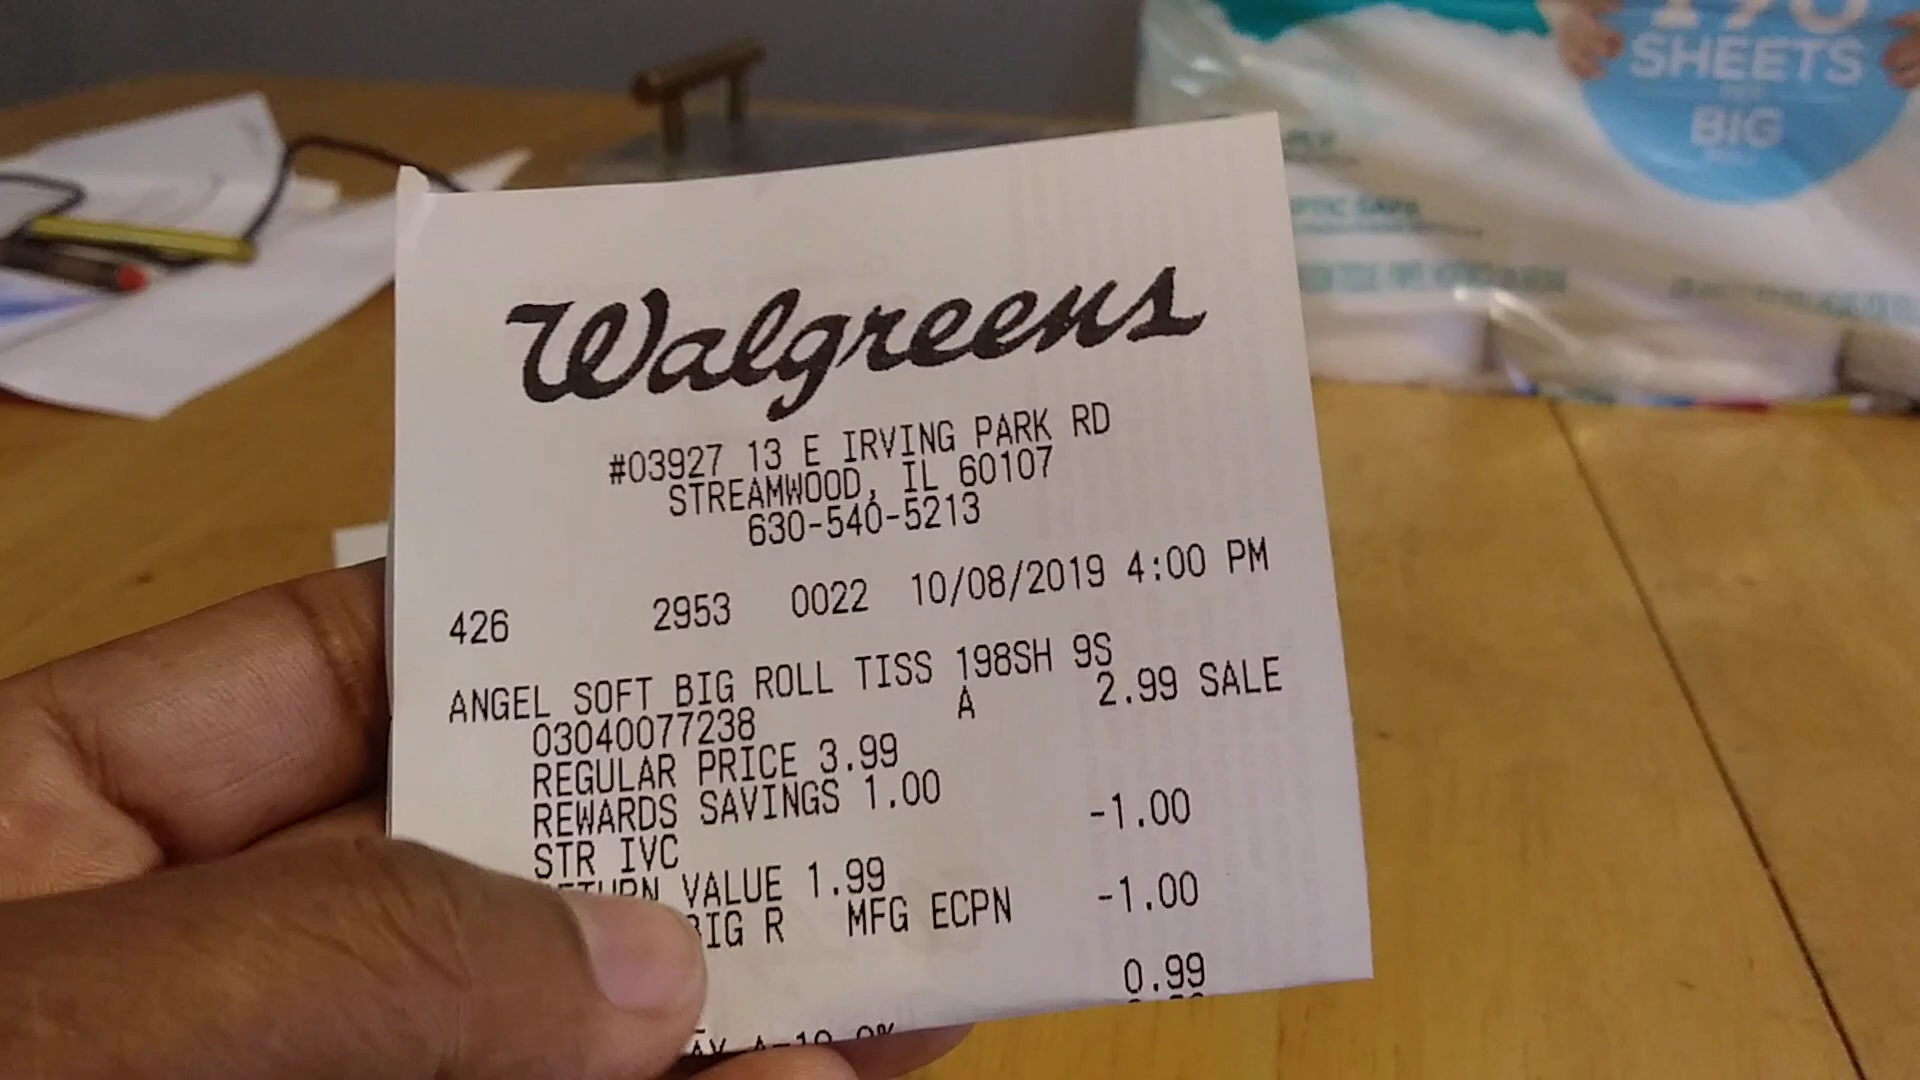 SHEETS
BIG
Walgreens
#03927 13 E IRVING PARK RD
STREAMWOOD, IL 60107
630-540-5213
426 2953 0022 10/08/2019 4:00 PM
ANGEL SOFT BIG ROLL TISS 198SH 9S
03040077238 A 2.99 SALE
REGULAR PRICE 3.99
REWARDS SAVINGS 1.00
STR IVC -1.00
VALUE 1.99
BIG R MFG ECPN -1.00
0.99